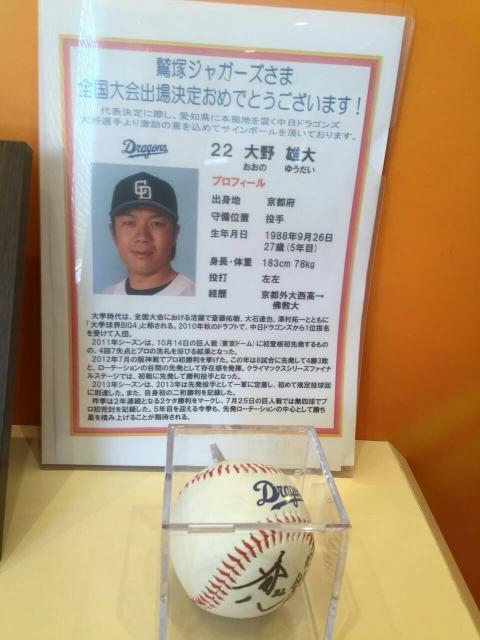 鷲塚ジャガーズさま
全国大会出場決定おめでとうございます！
代表決定に際し、愛知県に本拠地を置く中日ドラゴンズ
大野選手より激励の意を込めてサインボールを頂いております。
Dragons
22 大野 雄大
おおの ゆうだい
プロフィール
出身地 京都府
守備位置 投手
生年月日 1988年9月26日
27歳(5年目)
身長・体重 183cm 78kg
投打 左左
経歴 京都外大西高→
佛教大
CD
大学時代は、全国大会における活躍で斎藤佑樹、大石達也、澤村拓一とともに
「大学球界BIG4」と称される。2010年秋のドラフトで、中日ドラゴンズから1位指名
を受けて入団。
2011年シーズンは、10月14日の巨人戦(東京ドーム)に初登板初先発するもの
の、4回7失点とプロの洗礼を浴びる結果となった。
2012年7月の阪神戦でプロ初勝利を挙げた。この年は8試合に先発して4勝3敗
と、ローテーションの谷間の先発として存在感を発揮。クライマックスシリーズファイナ
ルステージでは、初戦に先発して勝利投手となった。
2013年シーズンは、2013年は先発投手として一軍に定着し、初めて規定投球回
に到達した。また、自身初の二桁勝利を記録した。
昨季は2年連続となる2ケタ勝利をマークし、7月25日の巨人戦では無四球でプ
ロ初完封を記録した。5年目を迎える今季も、先発ローテーションの中心として勝ち
星を積み上げることが期待される。
Dragons
22